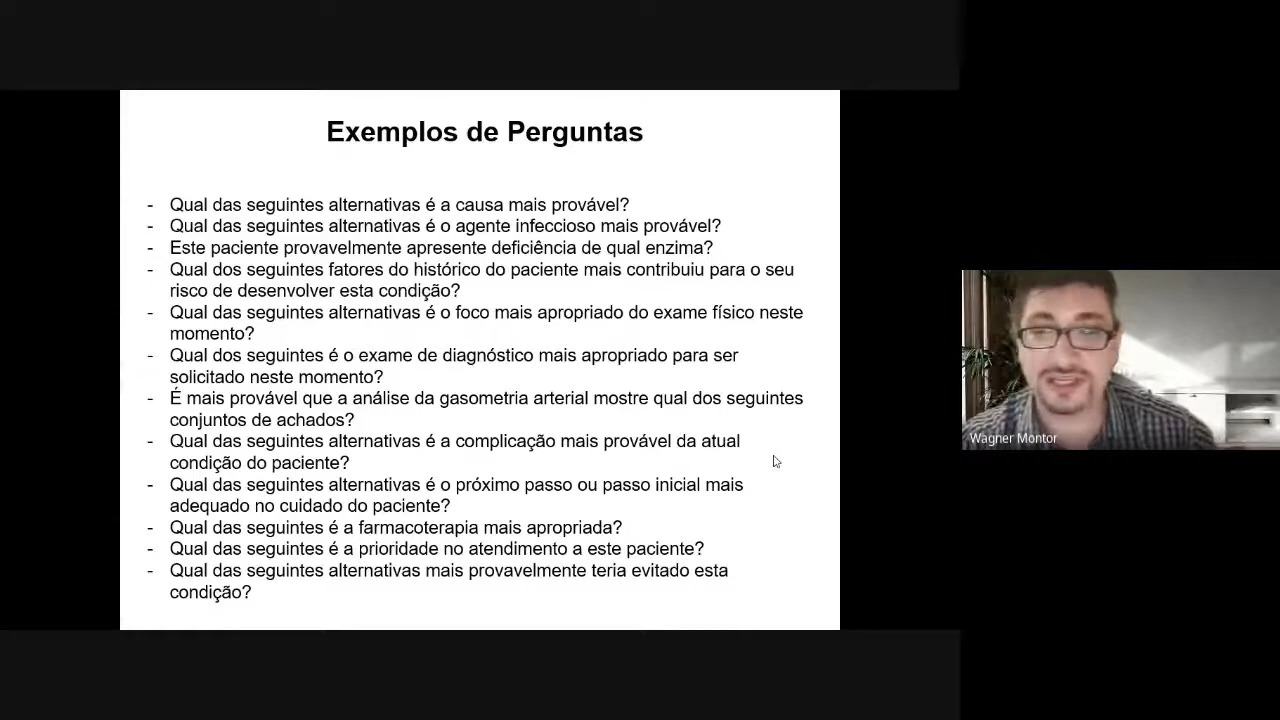 Exemplos de Perguntas
- Qual das seguintes alternativas é a causa mais provável?
- Qual das seguintes alternativas é o agente infeccioso mais provável?
- Este paciente provavelmente apresente deficiência de qual enzima?
- Qual dos seguintes fatores do histórico do paciente mais contribuiu para o seu
risco de desenvolver esta condição?
- Qual das seguintes alternativas é o foco mais apropriado do exame físico neste
momento?
- Qual dos seguintes é o exame de diagnóstico mais apropriado para ser
solicitado neste momento?
- É mais provável que a análise da gasometria arterial mostre qual dos seguintes
conjuntos de achados?
- Qual das seguintes alternativas é a complicação mais provável da atual
condição do paciente?
- Qual das seguintes alternativas é o próximo passo ou passo inicial mais
adequado no cuidado do paciente?
- Qual das seguintes é a farmacoterapia mais apropriada?
- Qual das seguintes é a prioridade no atendimento a este paciente?
- Qual das seguintes alternativas mais provavelmente teria evitado esta
condição?
Wagner Montor